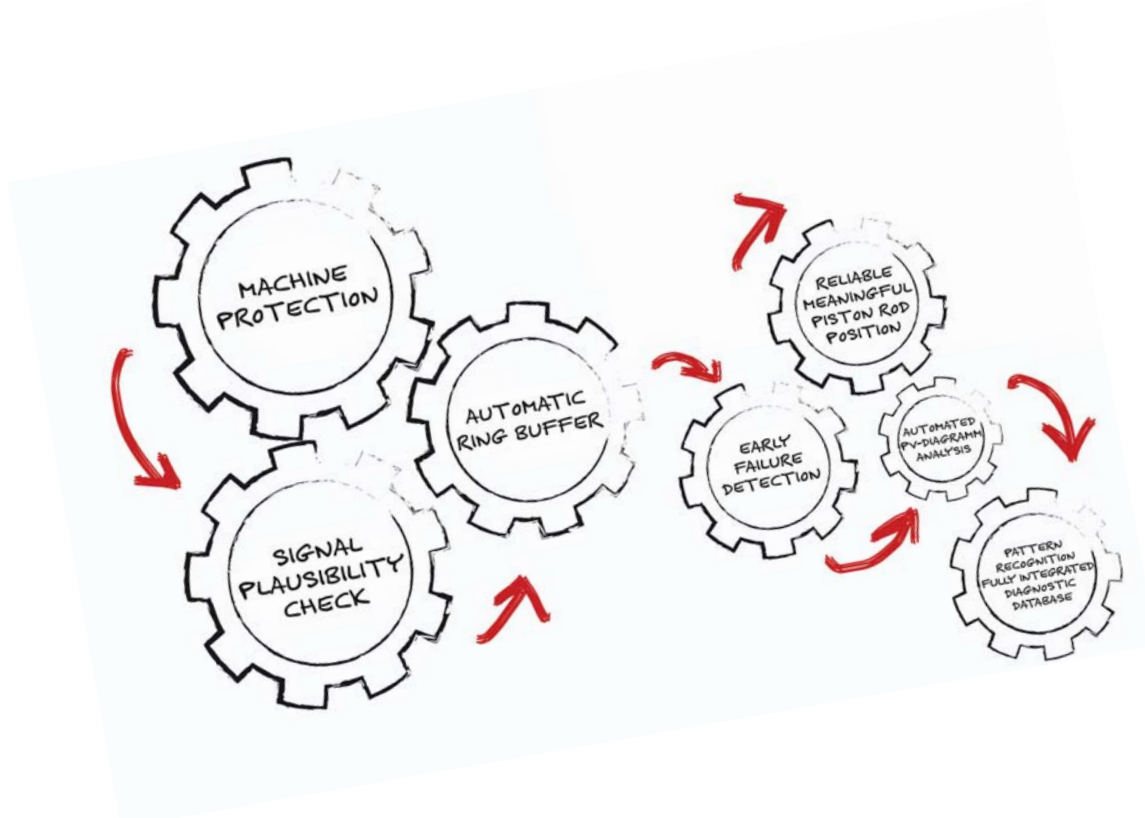 MACHINE
PROTECTION
SIGNAL
PLAUSIBILITY
CHECK
AUTOMATIC
RING BUFFER
EARLY
FAILURE
DETECTION
RELIABLE
MEANINGFUL
PISTON ROD
POSITION
AUTOMATED
PV-DIAGRAMM
ANALYSIS
PATTERN
RECOGNITION
FULLY INTEGRATED
DIAGNOSTIC
DATABASE